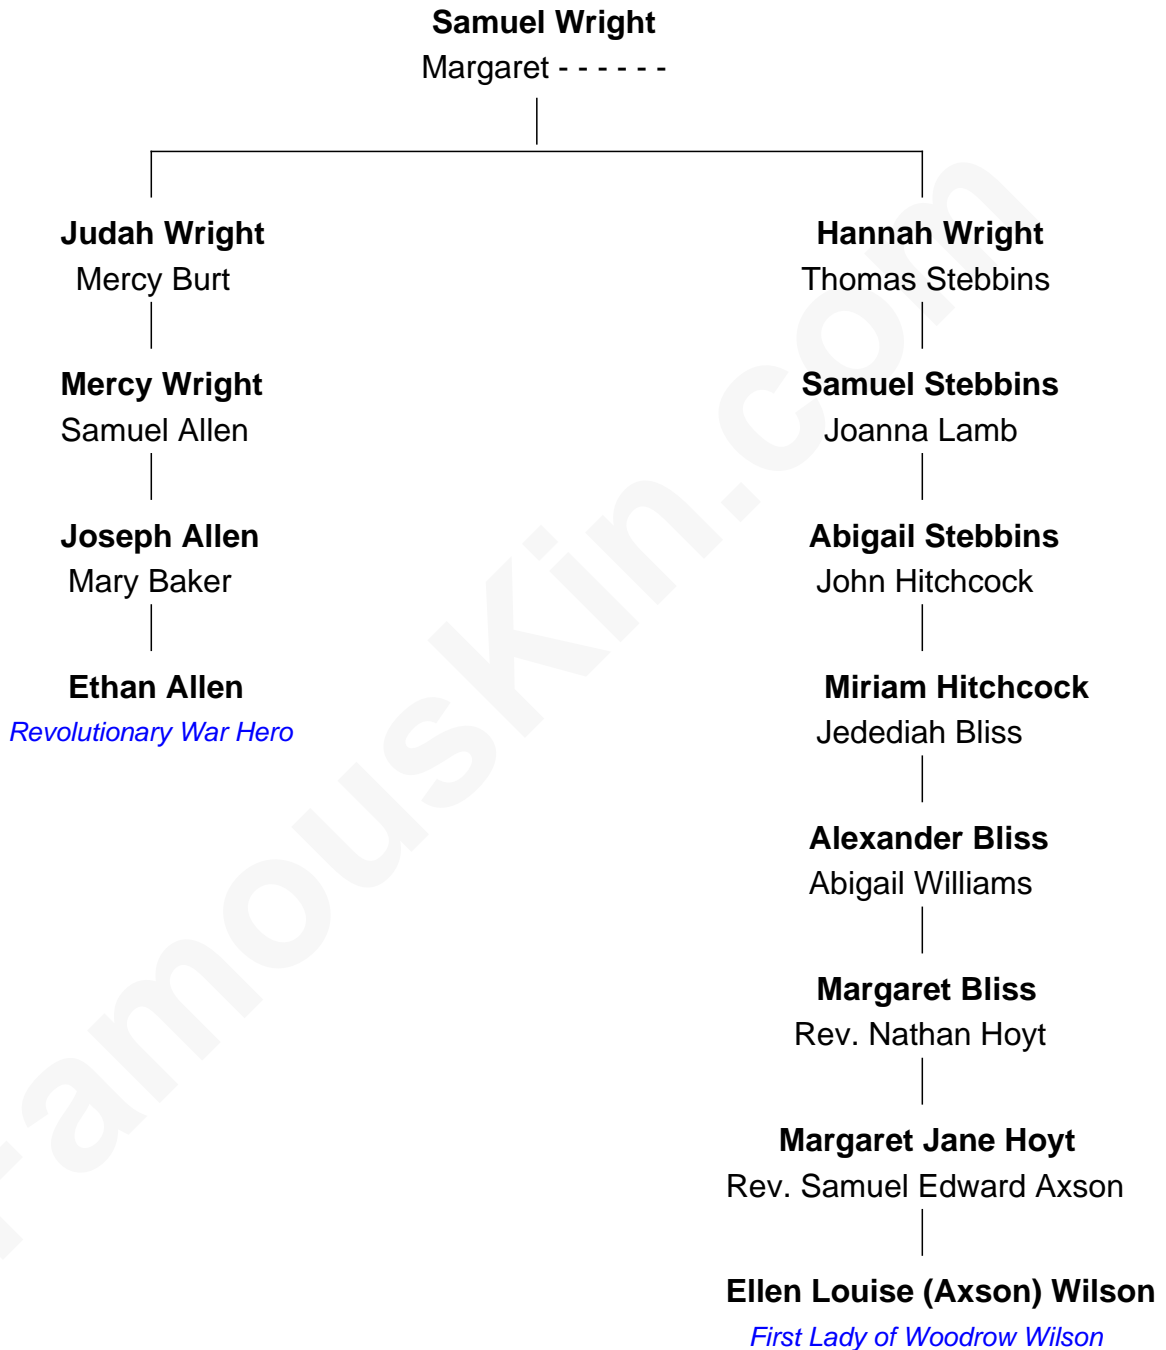 Samuel Wright
Margaret - - - - - -
Judah Wright
Mercy Burt
Hannah Wright
Thomas Stebbins
Mercy Wright
Samuel Allen
Samuel Stebbins
Joanna Lamb
Joseph Allen
Mary Baker
Abigail Stebbins
John Hitchcock
Ethan Allen
Revolutionary War Hero
Miriam Hitchcock
Jedediah Bliss
Alexander Bliss
Abigail Williams
Margaret Bliss
Rev. Nathan Hoyt
Margaret Jane Hoyt
Rev. Samuel Edward Axson
Ellen Louise (Axson) Wilson
First Lady of Woodrow Wilson
FamousKin.com